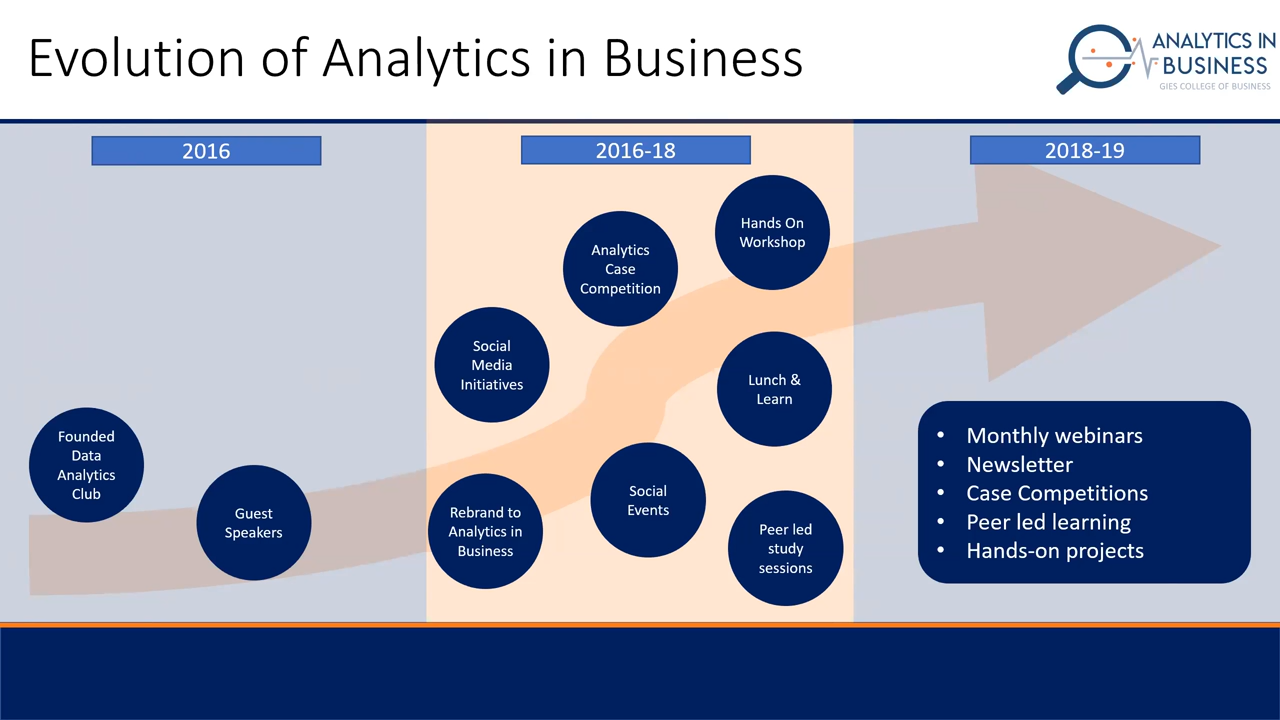 Evolution of Analytics in Business
ANALYTICS IN
BUSINESS
GIES COLLEGE OF BUSINESS
2016
Founded
Data
Analytics
Club
Guest
Speakers
2016-18
Social
Media
Initiatives
Analytics
Case
Competition
Hands On
Workshop
Lunch &
Learn
Rebrand to
Analytics in
Business
Social
Events
Peer led
study
sessions
2018-19
• Monthly webinars
• Newsletter
• Case Competitions
• Peer led learning
• Hands-on projects